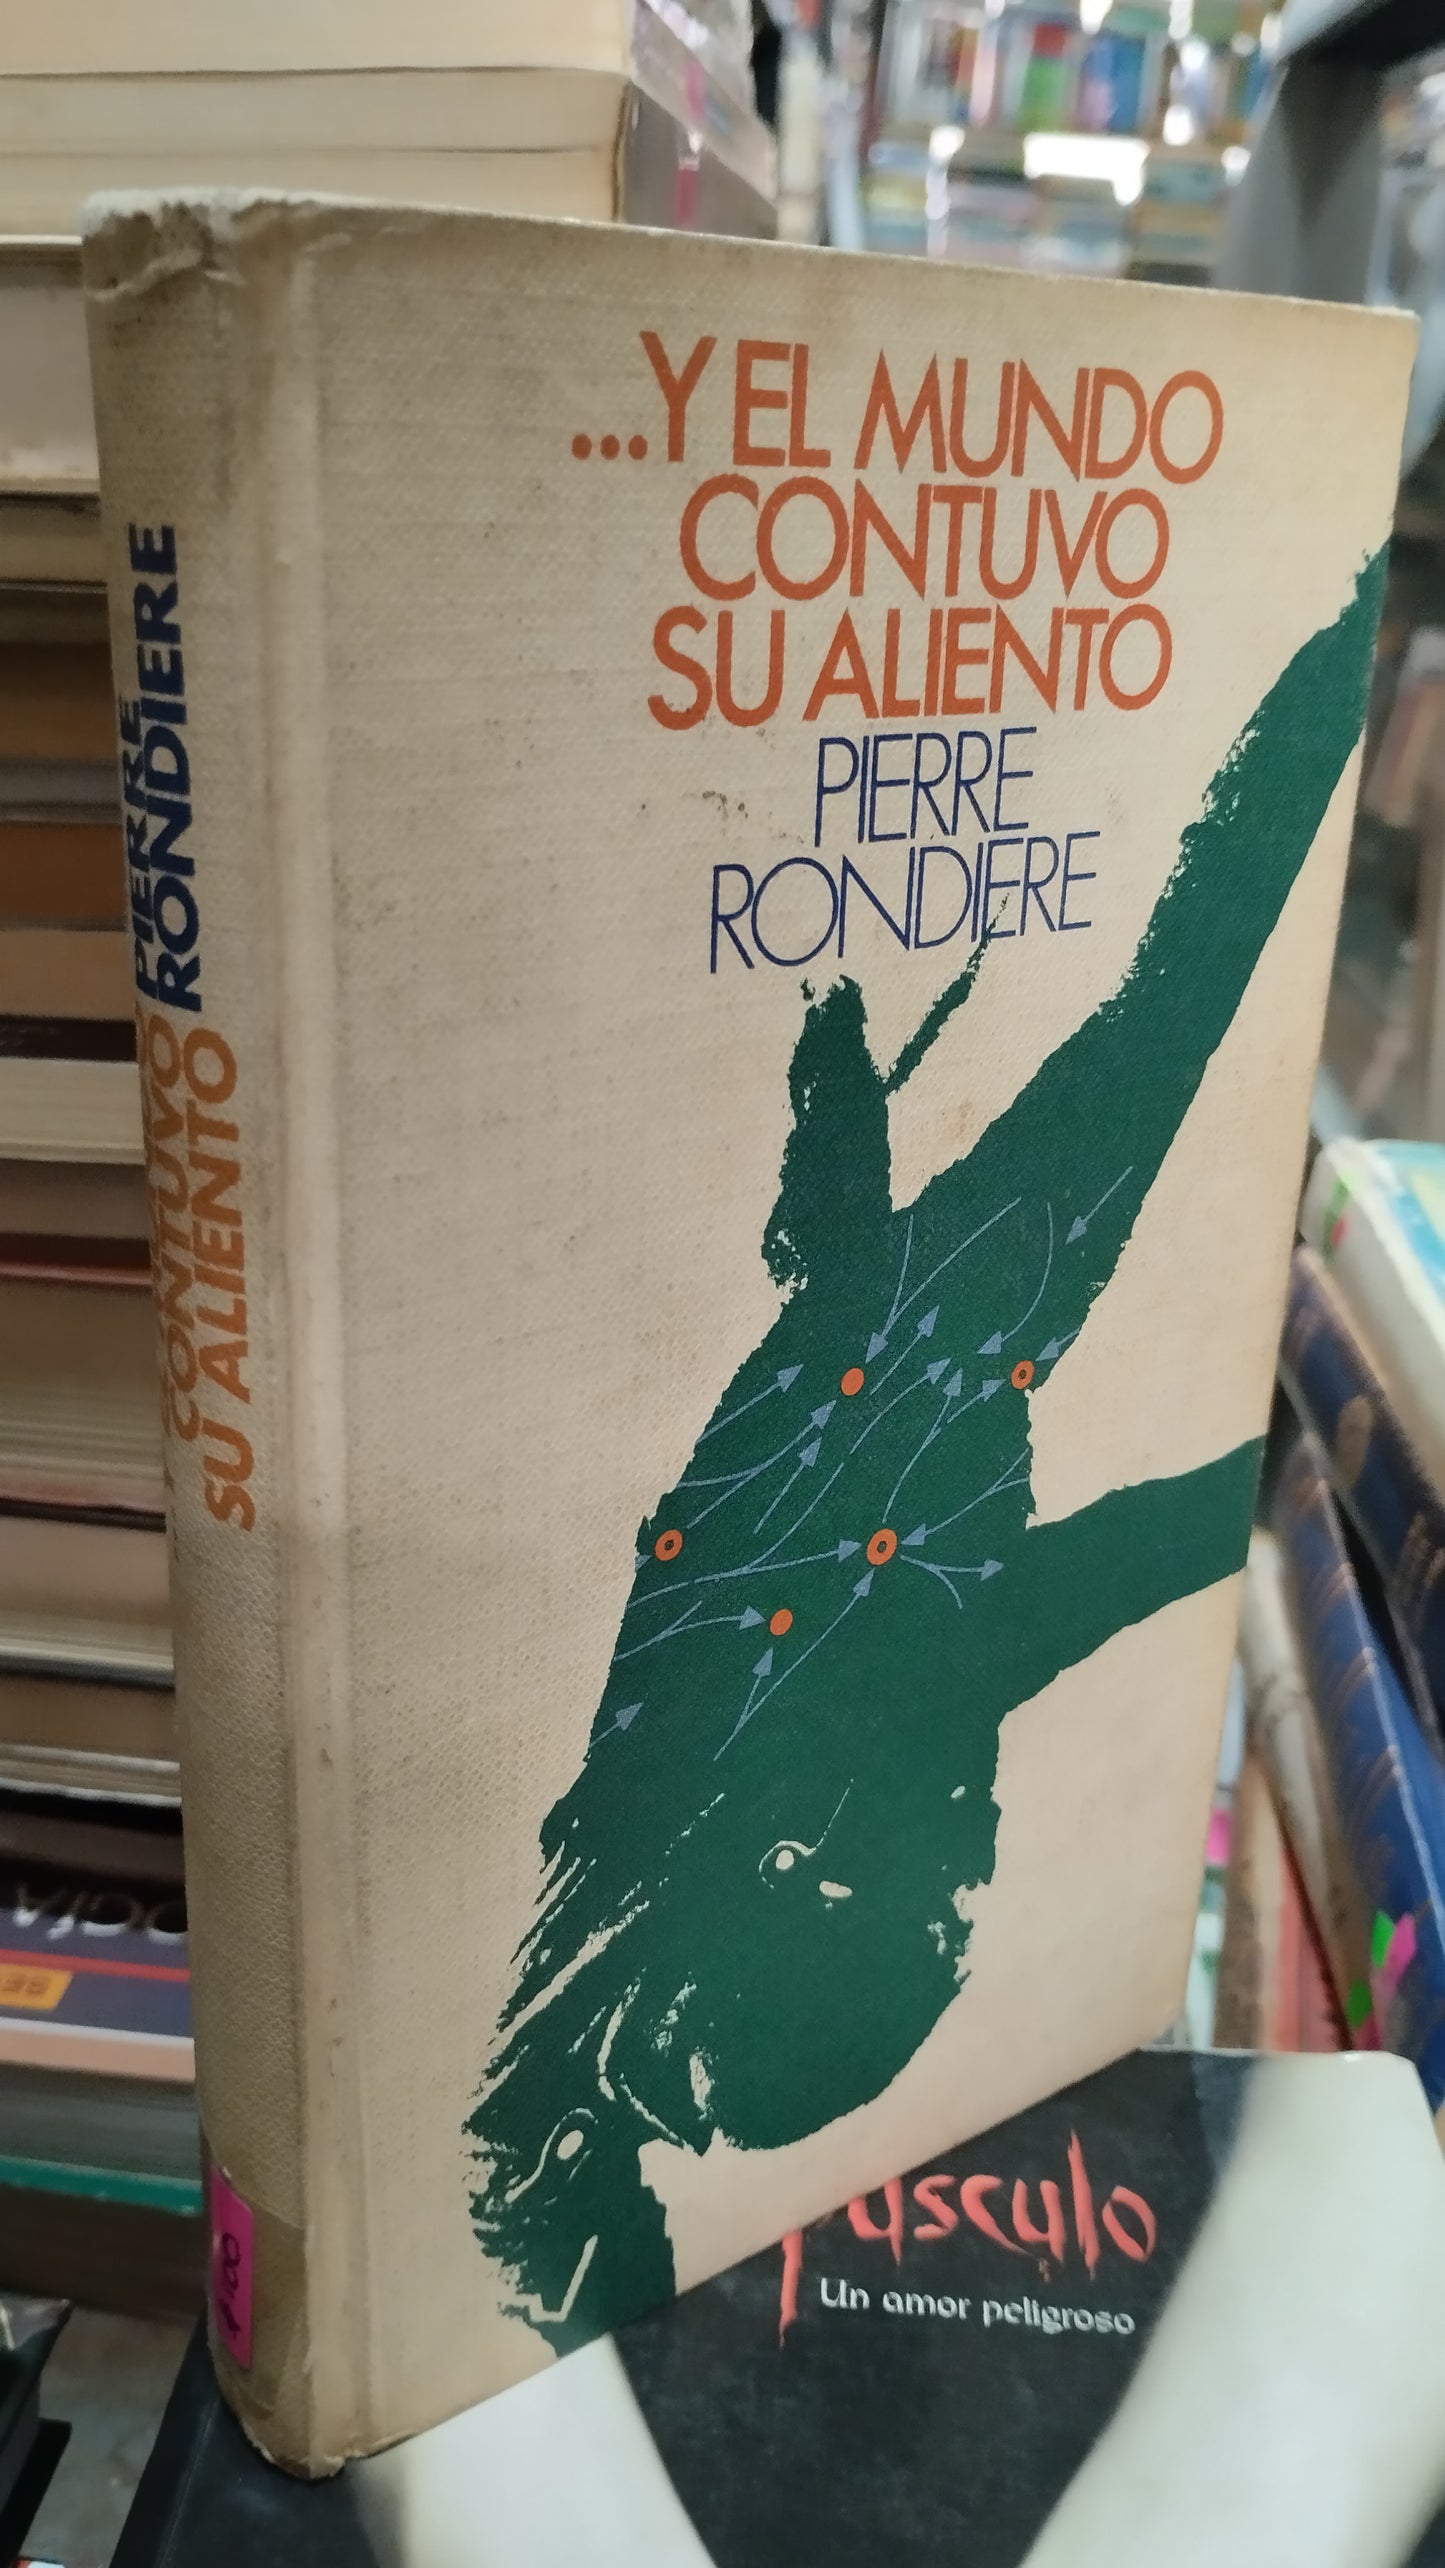 ...Y EL MUNDO
CONTUVO
SU ALIENTO
PIERRE
RONDIERE
PIERRE
RONDIERE
CONTUVO
SU ALIENTO
Un amor peligroso